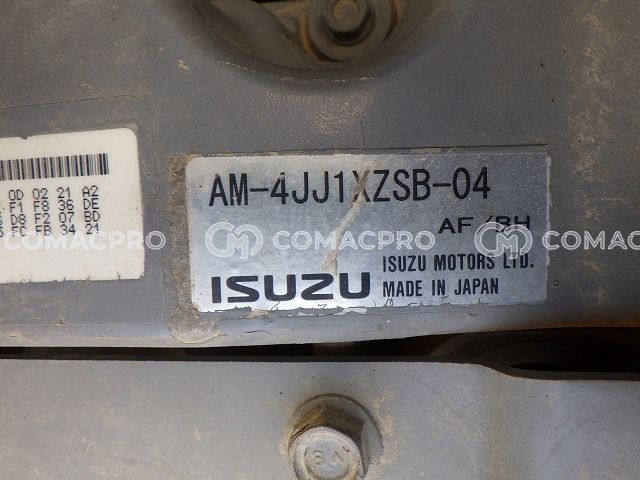 0D 02 21 A2
F1 F8 36 DE
D8 F2 07 BD
FC FB 34 21
AM-4JJ1XZSB-04
AF/BH
ISUZU
ISUZU MOTORS LTD.
MADE IN JAPAN
COMACPRO
COMACPRO
COMACPRO
8A